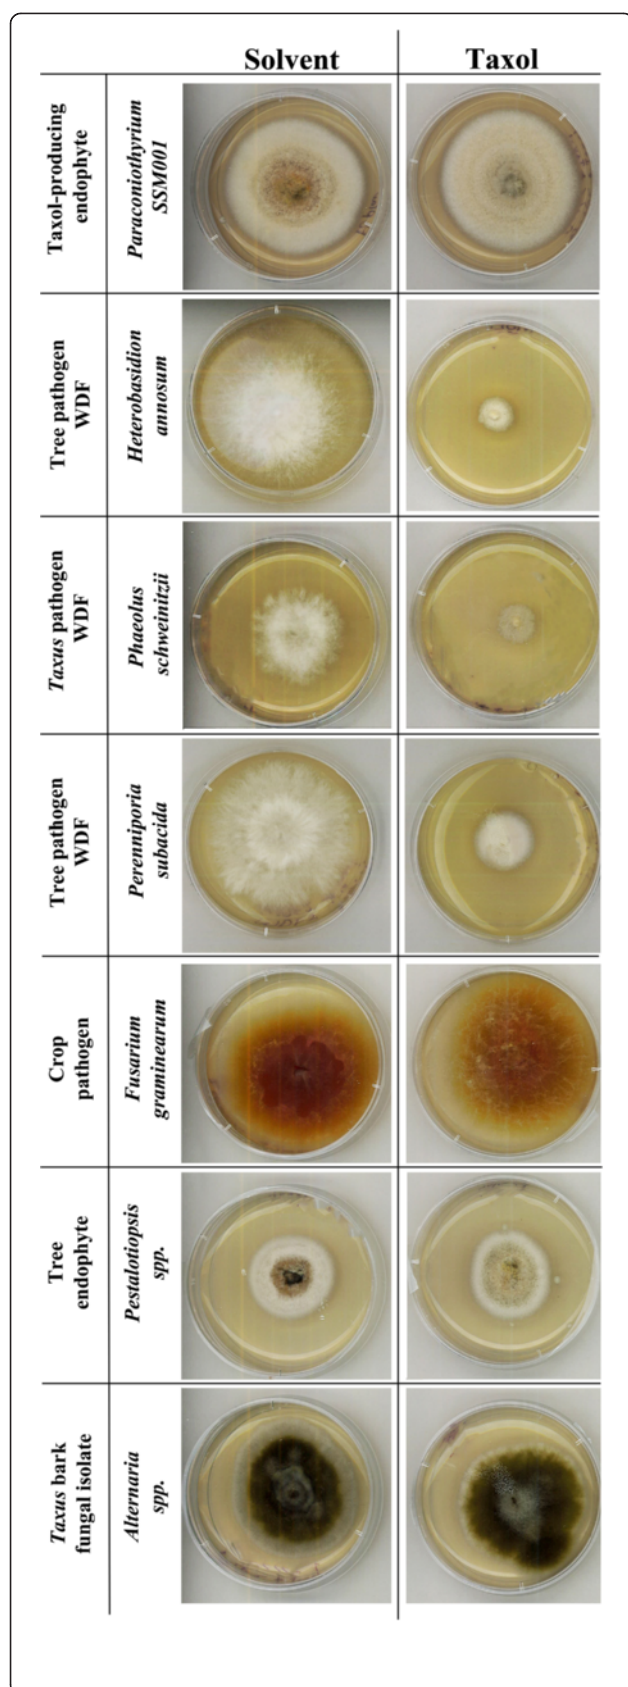 Solvent
Taxol
Taxol-producing
endophyte
Paraconiothyrium
SSM001
Tree pathogen
WDF
Heterobasidion
annosum
Taxus pathogen
WDF
Phaeolus
schweinitzii
Tree pathogen
WDF
Perenniporia
subacida
Crop
pathogen
Fusarium
graminearum
Tree
endophyte
Pestalotiopsis
spp.
Taxus bark
fungal isolate
Alternaria
spp.